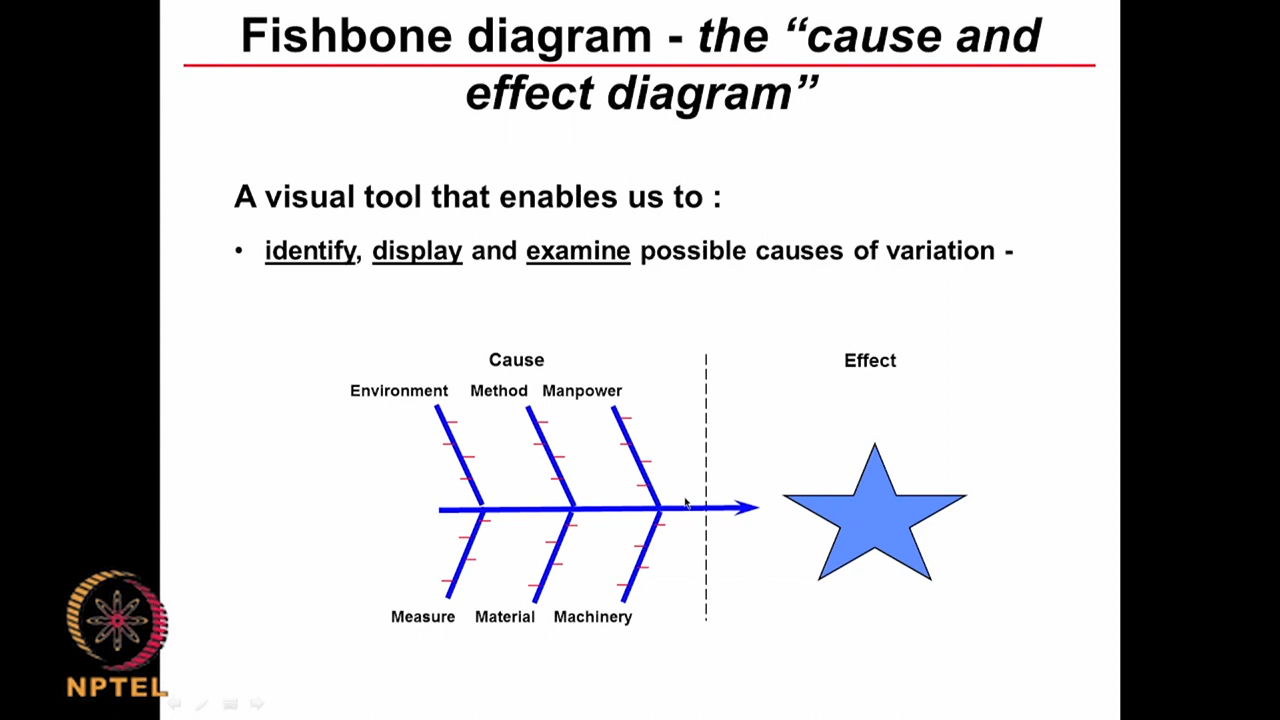 Fishbone diagram - the “cause and
effect diagram”
A visual tool that enables us to :
• identify, display and examine possible causes of variation -
Cause
Effect
Environment Method Manpower
Measure Material Machinery
NPTEL